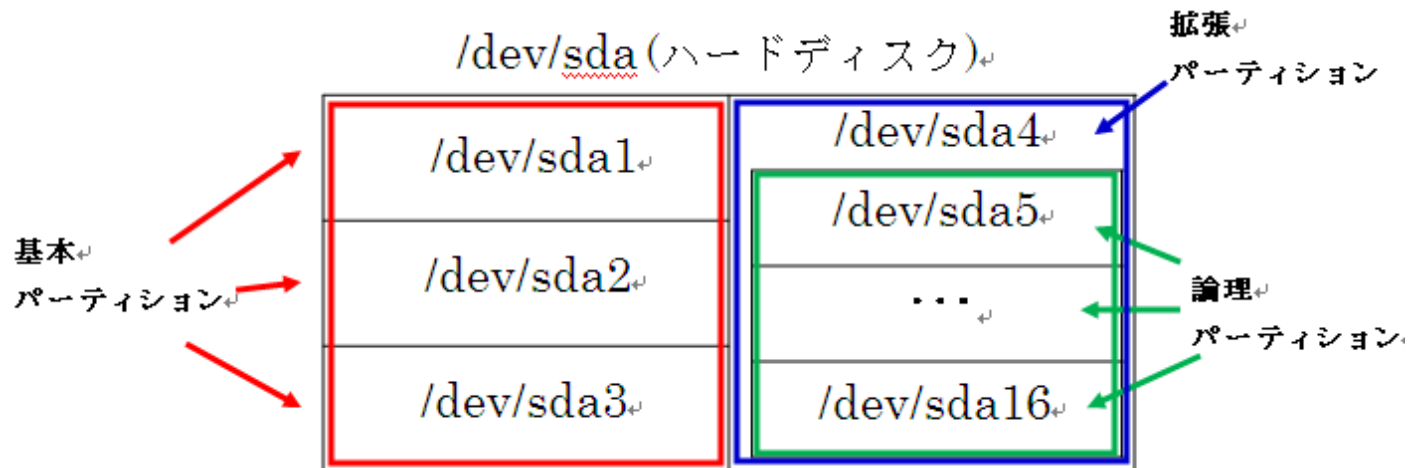 /dev/sda(ハードディスク)↵
拡張↵
パーティション
/dev/sda1↵
/dev/sda2↵
/dev/sda3↵
/dev/sda4↵
/dev/sda5↵
・・・↵
/dev/sda16↵
基本↵
パーティション↵
論理↵
パーティション↵